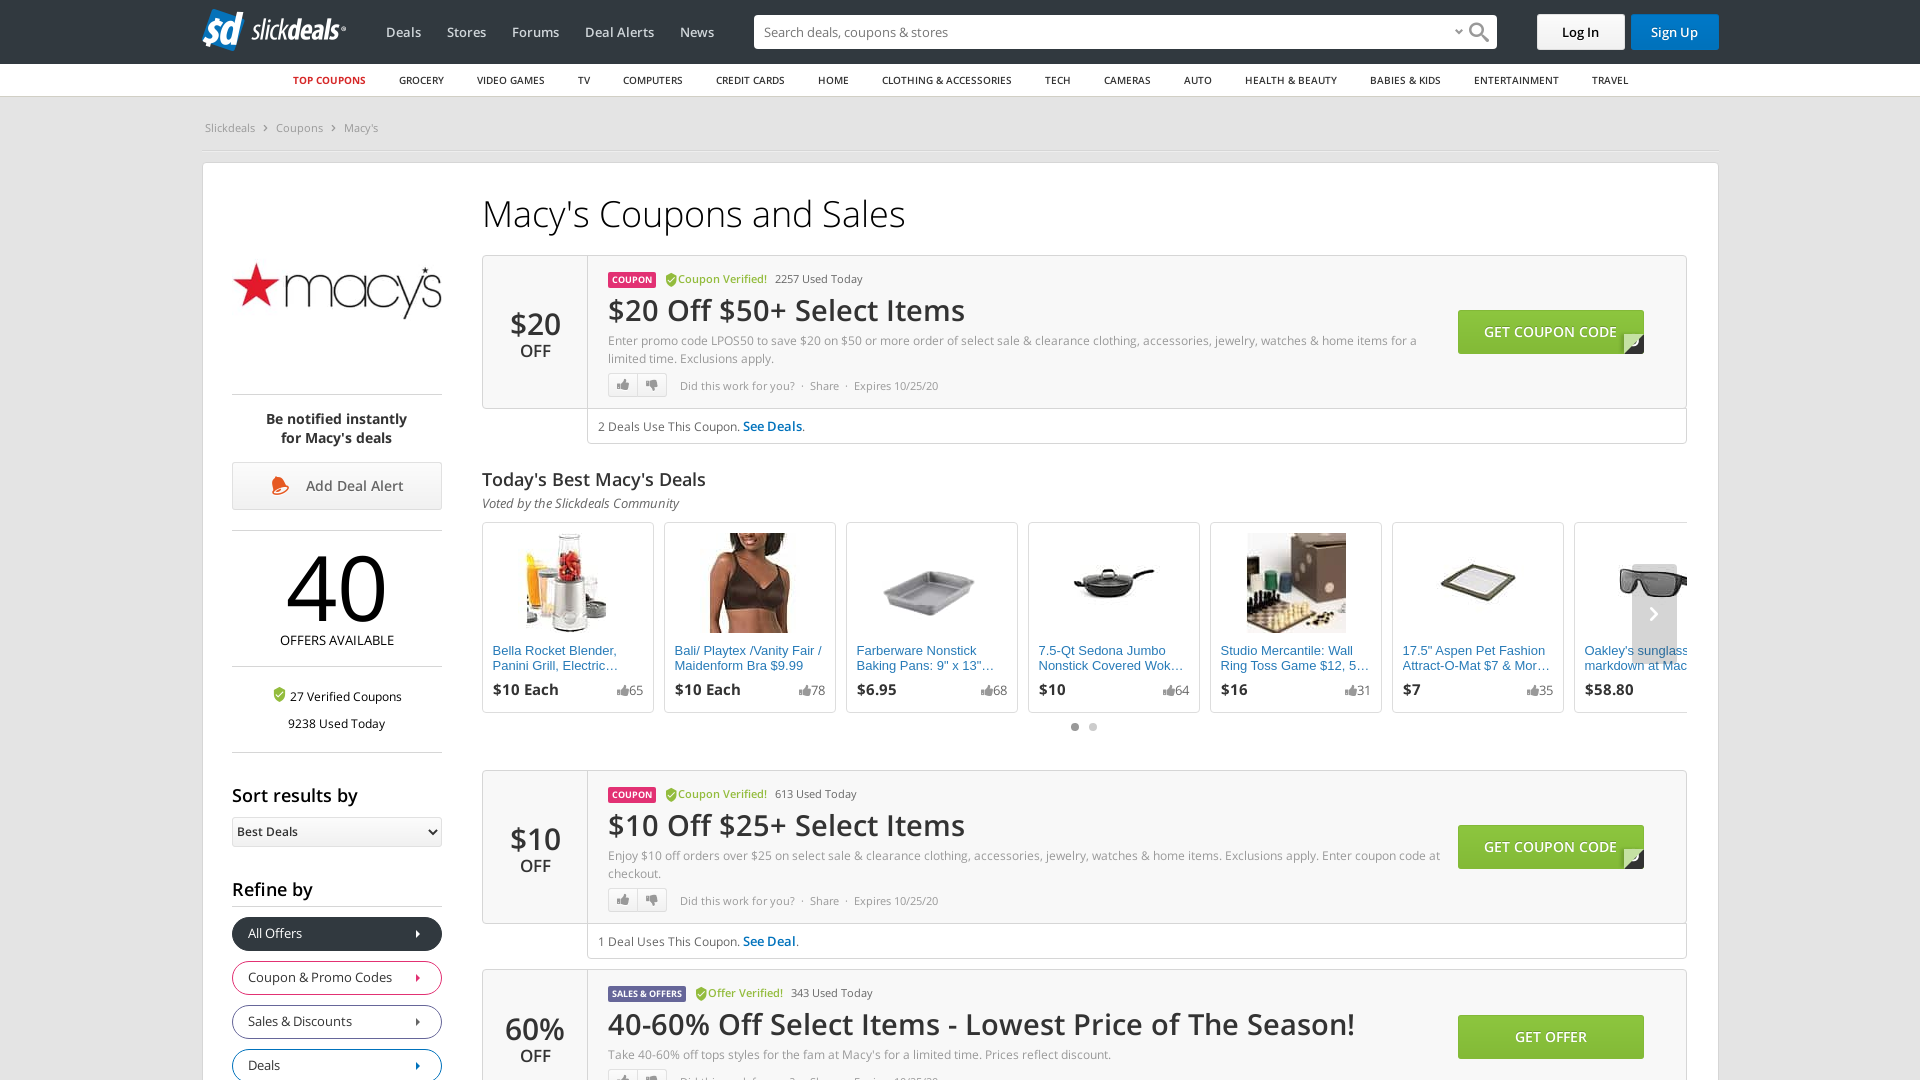 slickdeals
Deals
Stores
Forums
Deal Alerts
News
Search deals, coupons & stores
Log In
Sign Up
TOP COUPONS
GROCERY
VIDEO GAMES
TV
COMPUTERS
CREDIT CARDS
HOME
CLOTHING & ACCESSORIES
TECH
CAMERAS
AUTO
HEALTH & BEAUTY
BABIES & KIDS
ENTERTAINMENT
TRAVEL
Slickdeals
Coupons
Macy's
macy's
Be notified instantly
for Macy's deals
Add Deal Alert
40
OFFERS AVAILABLE
27 Verified Coupons
9238 Used Today
Sort results by
Best Deals
Refine by
All Offers
Coupon & Promo Codes
Sales & Discounts
Deals
Macy's Coupons and Sales
$20
OFF
COUPON Coupon Verified! 2257 Used Today
$20 Off $50+ Select Items
Enter promo code LPOS50 to save $20 on $50 or more order of select sale & clearance clothing, accessories, jewelry, watches & home items for a
limited time. Exclusions apply.
Did this work for you? · Share · Expires 10/25/20
GET COUPON CODE
2 Deals Use This Coupon. See Deals.
Today's Best Macy's Deals
Voted by the Slickdeals Community
Bella Rocket Blender,
Panini Grill, Electric…
$10 Each 65
Bali/ Playtex /Vanity Fair /
Maidenform Bra $9.99
$10 Each 78
Farberware Nonstick
Baking Pans: 9" x 13"…
$6.95 68
7.5-Qt Sedona Jumbo
Nonstick Covered Wok…
$10 64
Studio Mercantile: Wall
Ring Toss Game $12, 5…
$16 31
17.5" Aspen Pet Fashion
Attract-O-Mat $7 & Mor…
$7 35
Oakley's sunglass
markdown at Mac
$58.80
$10
OFF
COUPON Coupon Verified! 613 Used Today
$10 Off $25+ Select Items
Enjoy $10 off orders over $25 on select sale & clearance clothing, accessories, jewelry, watches & home items. Exclusions apply. Enter coupon code at
checkout.
Did this work for you? · Share · Expires 10/25/20
GET COUPON CODE
1 Deal Uses This Coupon. See Deal.
60%
OFF
SALES & OFFERS Offer Verified! 343 Used Today
40-60% Off Select Items - Lowest Price of The Season!
Take 40-60% off tops styles for the fam at Macy's for a limited time. Prices reflect discount.
GET OFFER